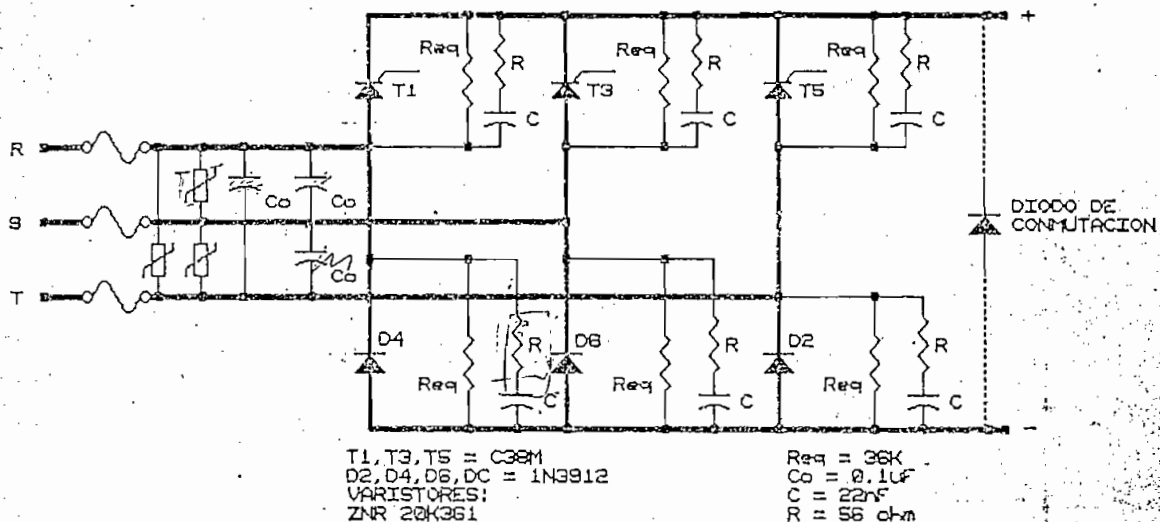 +
Req
R
C
T1
Req
R
C
T3
Req
R
C
T5
R
S
T
Co
Co
Co
DIODO DE
CONMUTACION
D4
Req
R
C
D6
Req
R
C
D2
Req
R
C
-
T1,T3,T5 = C38M
D2,D4,D6,DC = 1N3912
VARISTORES:
ZNR 20K361
Req = 36K
Co = 0.1uF
C = 22nF
R = 56 ohm